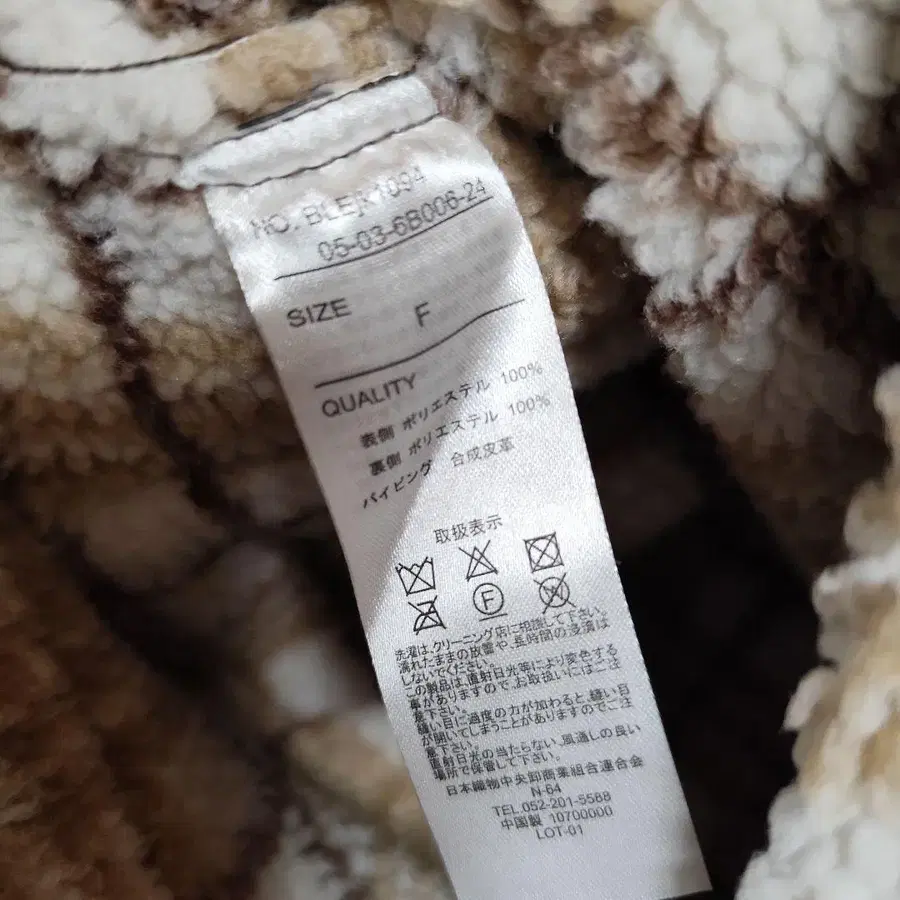 NO. BLEJK1094
05-03-6B006-24
SIZE F
QUALITY
表側 ポリエステル 100%
裏側 ポリエステル 100%
パイピング 合成皮革
取扱表示
F
洗濯は、クリーニング店に相談して下さい。
濡れたままの放置や、長時間の浸漬は
しないでください。
この製品は、直射日光等により変色する
事がありますので、お取扱いにはご注
意下さい。
縫い目に過度の力が加わると、縫い目
が開いてしまうことがありますのでご注
意下さい。
直射日光の当たらない、風通しの良い
場所で保管して下さい。
日本織物中央卸商業組合連合会
N-64
TEL.052-201-5588
中国製 10700000
LOT-01